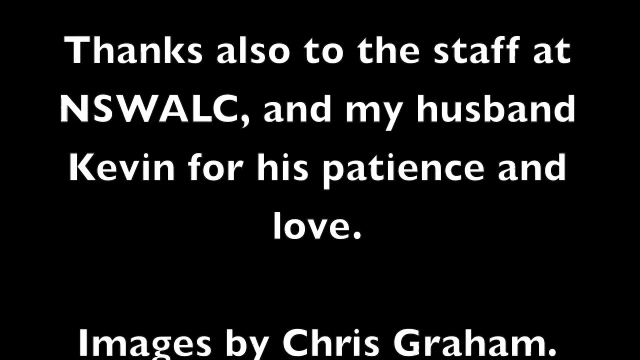 Thanks also to the staff at
NSWALC, and my husband
Kevin for his patience and
love.
Images by Chris Graham.